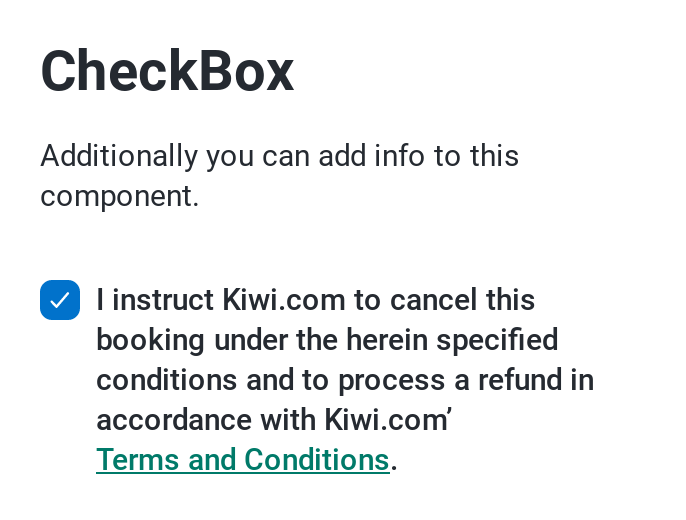 CheckBox
Additionally you can add info to this
component.
I instruct Kiwi.com to cancel this
booking under the herein specified
conditions and to process a refund in
accordance with Kiwi.com’
Terms and Conditions.